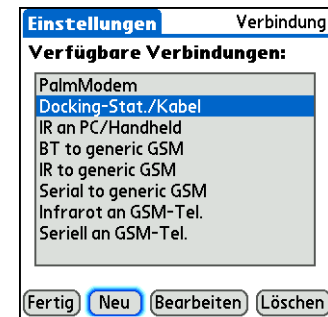 Einstellungen Verbindung
Verfügbare Verbindungen:
PalmModem
Docking-Stat./Kabel
IR an PC/Handheld
BT to generic GSM
IR to generic GSM
Serial to generic GSM
Infrarot an GSM-Tel.
Seriell an GSM-Tel.
Fertig Neu Bearbeiten Löschen